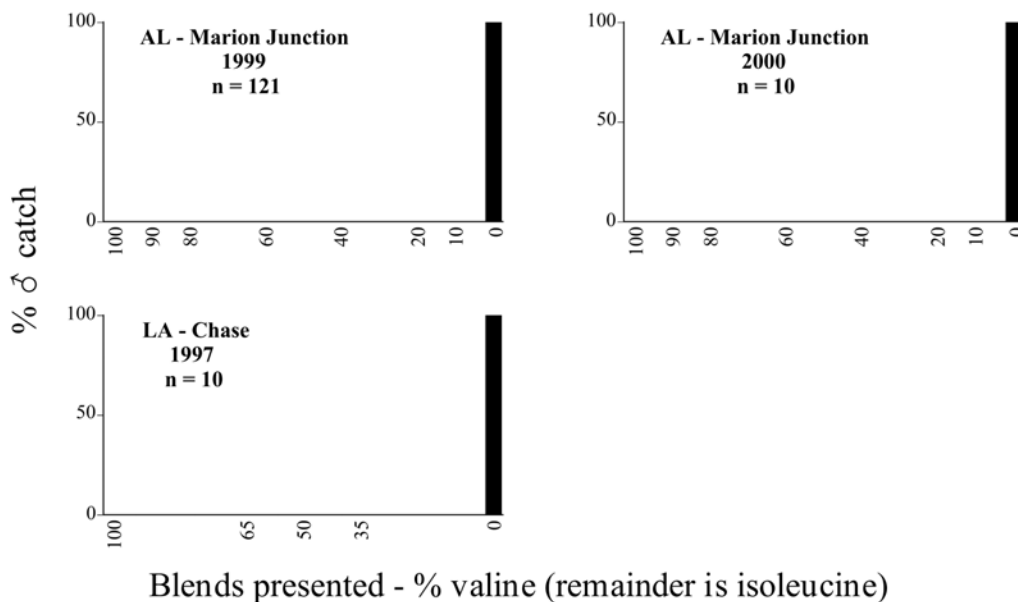 % ♂ catch
100
50
0
AL - Marion Junction
1999
n = 121
100 90 80 60 40 20 10 0
100
50
0
AL - Marion Junction
2000
n = 10
100 90 80 60 40 20 10 0
100
50
0
LA - Chase
1997
n = 10
100 65 50 35 0
Blends presented - % valine (remainder is isoleucine)